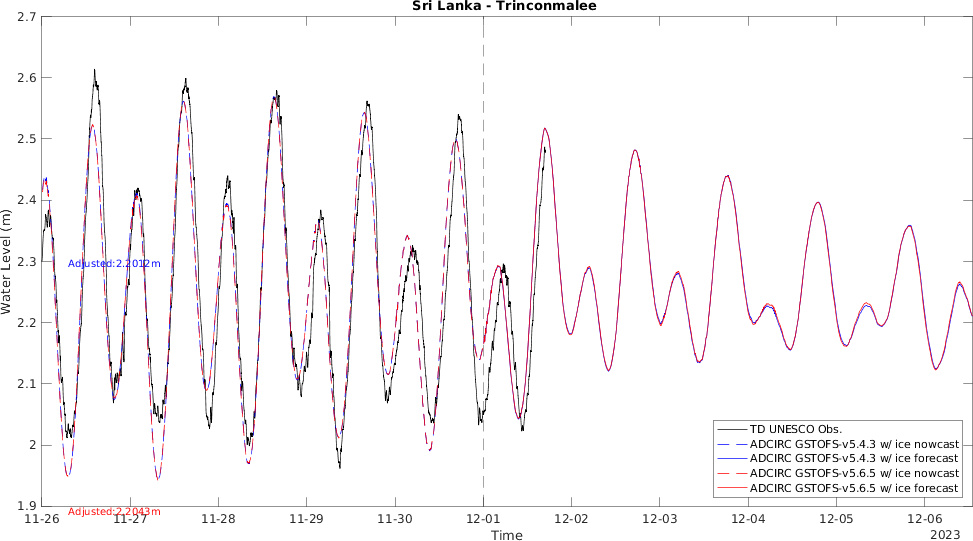 Sri Lanka - Trinconmalee
2.7
2.6
2.5
2.4
2.3
2.2
2.1
2
1.9
Water Level (m)
Adjusted:2.2012m
Adjusted:2.2043m
TD UNESCO Obs.
ADCIRC GSTOFS-v5.4.3 w/ ice nowcast
ADCIRC GSTOFS-v5.4.3 w/ ice forecast
ADCIRC GSTOFS-v5.6.5 w/ ice nowcast
ADCIRC GSTOFS-v5.6.5 w/ ice forecast
11-26 11-27 11-28 11-29 11-30 12-01 12-02 12-03 12-04 12-05 12-06
Time
2023